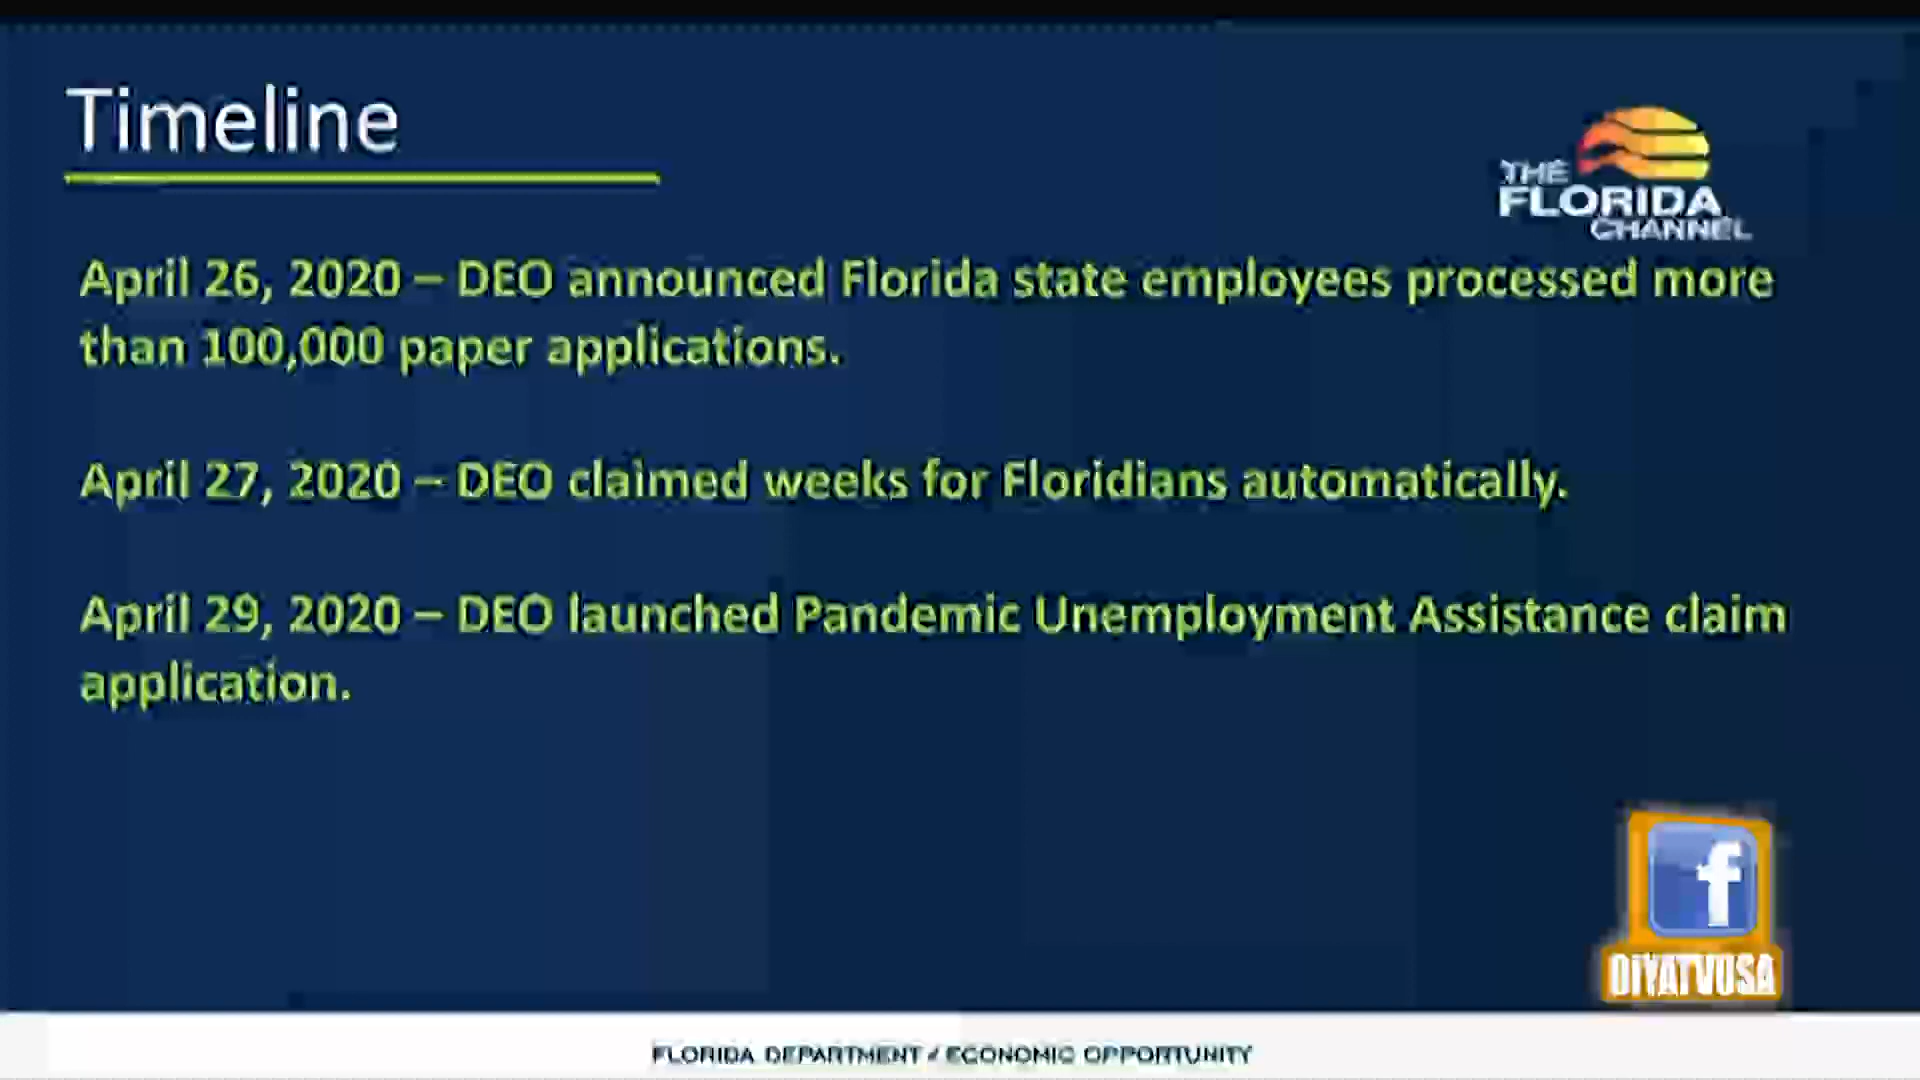 Timeline
THE
FLORIDA
CHANNEL
April 26, 2020 – DEO announced Florida state employees processed more
than 100,000 paper applications.
April 27, 2020 – DEO claimed weeks for Floridians automatically.
April 29, 2020 – DEO launched Pandemic Unemployment Assistance claim
application.
f
DIYATVUSA
FLORIDA DEPARTMENT / ECONOMIC OPPORTUNITY